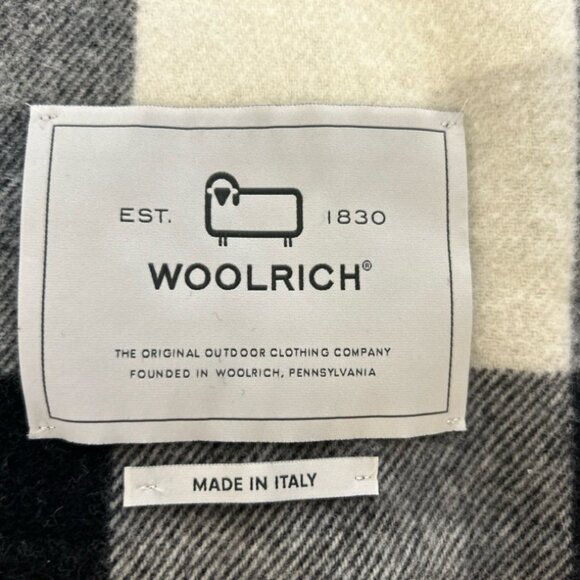 EST. 1830
WOOLRICH®
THE ORIGINAL OUTDOOR CLOTHING COMPANY
FOUNDED IN WOOLRICH, PENNSYLVANIA
MADE IN ITALY